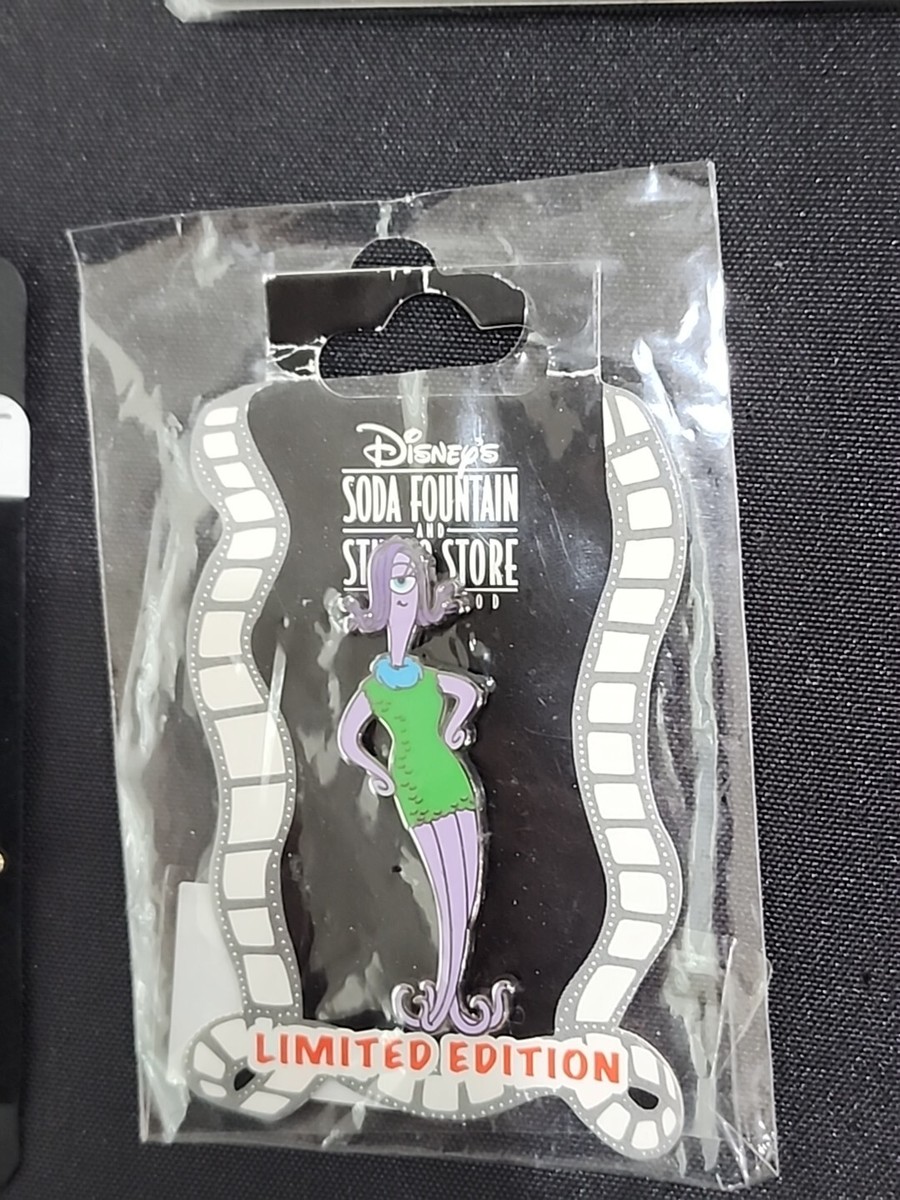 Disney's
SODA FOUNTAIN
AND
STORE
LIMITED EDITION